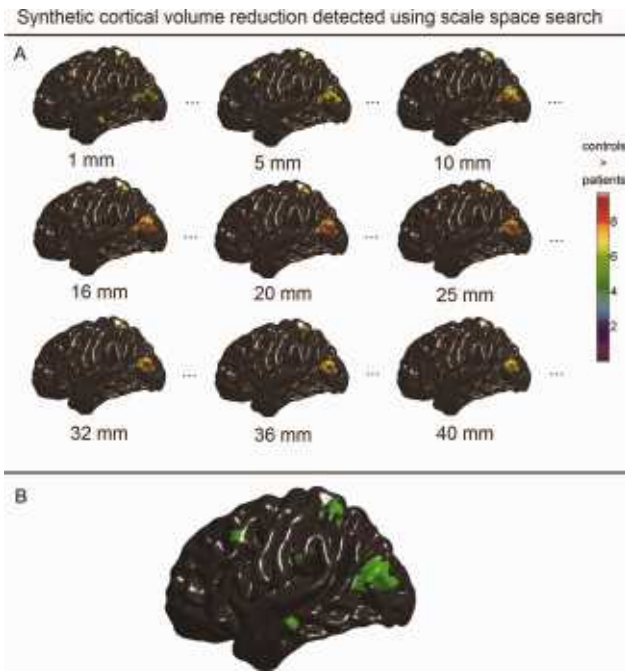 Synthetic cortical volume reduction detected using scale space search
A
... ... ...
1 mm 5 mm 10 mm
controls
>
patients
... ... ...
16 mm 20 mm 25 mm
8
6
4
2
... ... ...
32 mm 36 mm 40 mm
B